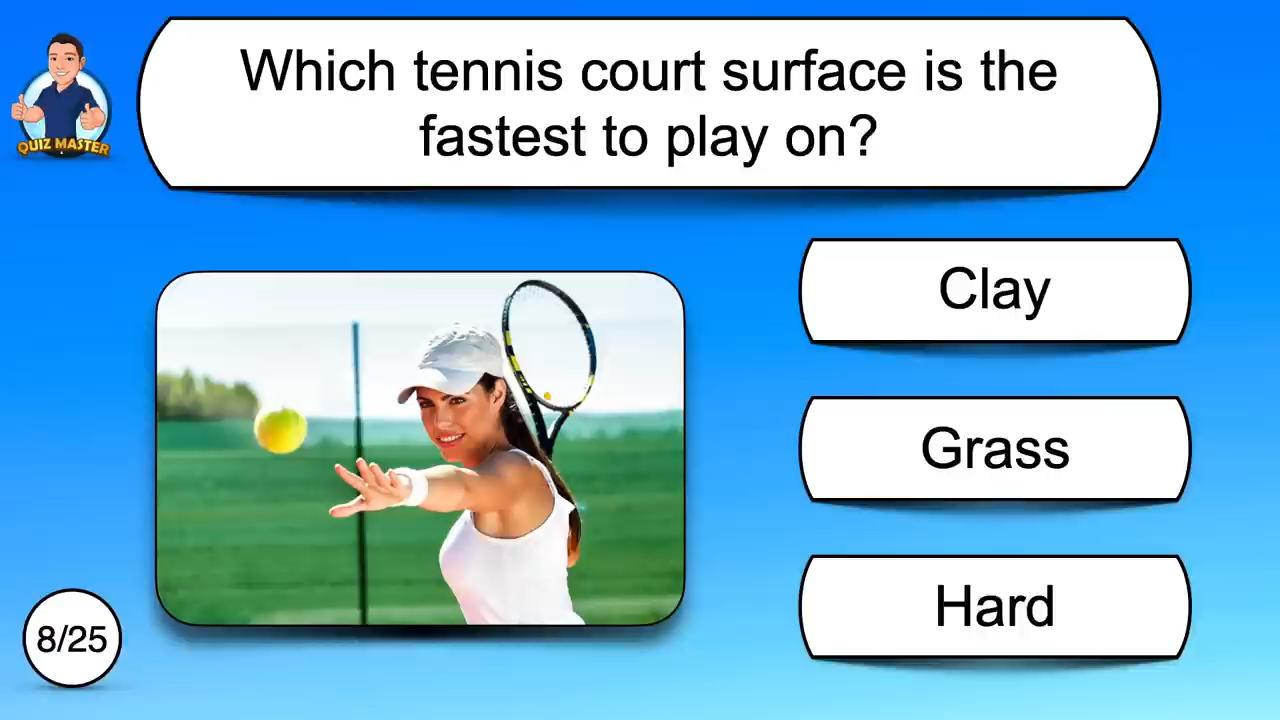 Which tennis court surface is the
fastest to play on?
QUIZ MASTER
Clay
Grass
Hard
8/25